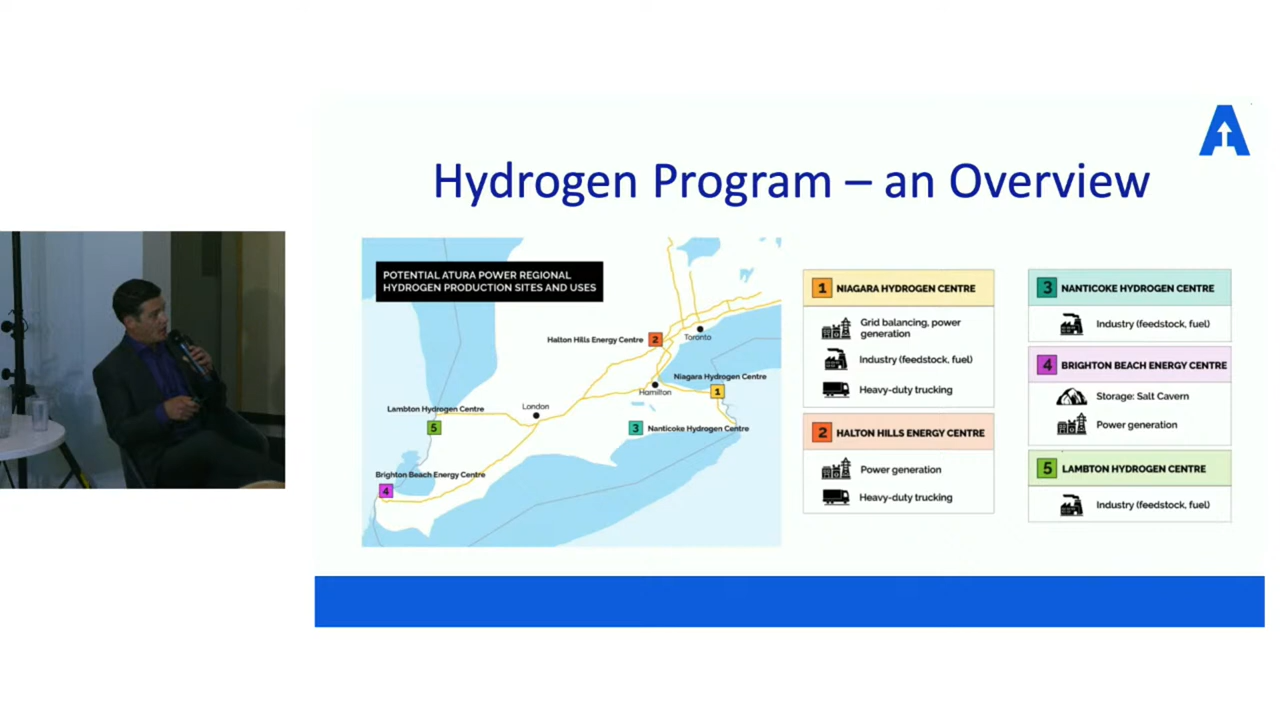 A
Hydrogen Program – an Overview
POTENTIAL ATURA POWER REGIONAL
HYDROGEN PRODUCTION SITES AND USES
Halton Hills Energy Centre
2
Toronto
Niagara Hydrogen Centre
1
Hamilton
London
Lambton Hydrogen Centre
5
3
Nanticoke Hydrogen Centre
Brighton Beach Energy Centre
4
1 NIAGARA HYDROGEN CENTRE
Grid balancing, power
generation
Industry (feedstock, fuel)
Heavy-duty trucking
2 HALTON HILLS ENERGY CENTRE
Power generation
Heavy-duty trucking
3 NANTICOKE HYDROGEN CENTRE
Industry (feedstock, fuel)
4 BRIGHTON BEACH ENERGY CENTRE
Storage: Salt Cavern
Power generation
5 LAMBTON HYDROGEN CENTRE
Industry (feedstock, fuel)